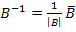 B⁻¹ = \frac{1}{|B|} \bar{B}